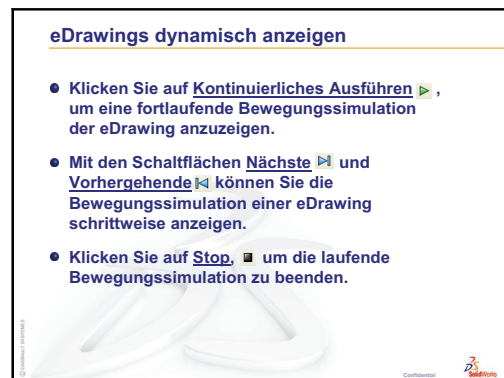 eDrawings dynamisch anzeigen
Klicken Sie auf Kontinuierliches Ausführen ,
um eine fortlaufende Bewegungssimulation
der eDrawing anzuzeigen.
Mit den Schaltflächen Nächste und
Vorhergehende können Sie die
Bewegungssimulation einer eDrawing
schrittweise anzeigen.
Klicken Sie auf Stop, um die laufende
Bewegungssimulation zu beenden.
© DASSAULT SYSTEMES
Confidential
SolidWorks